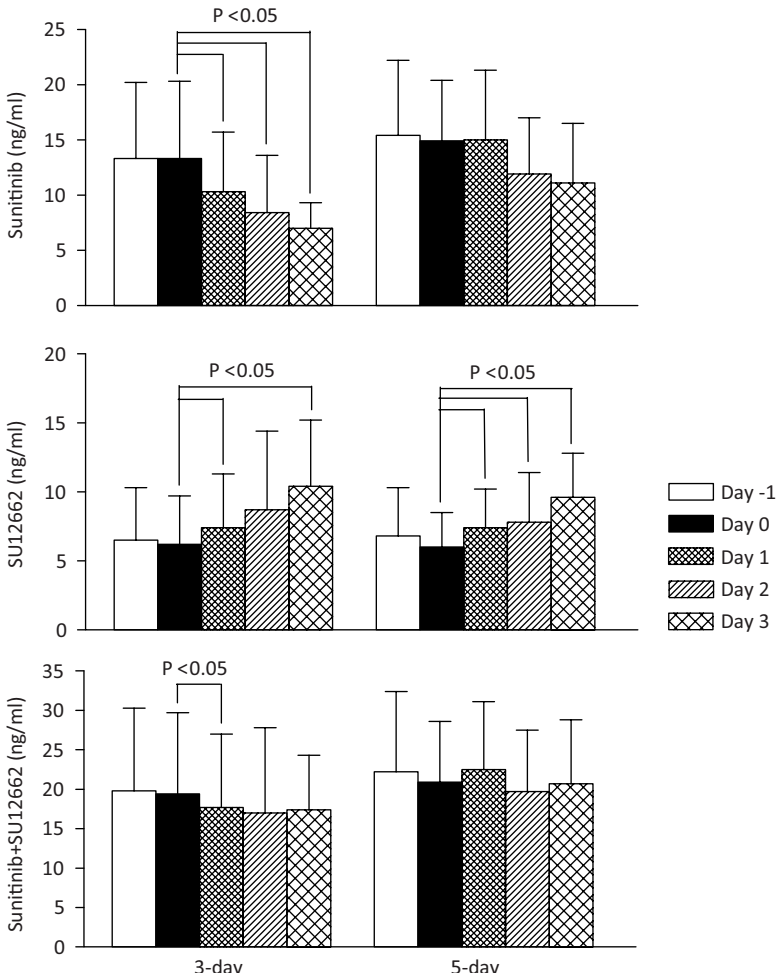 P <0.05
25
20
15
10
5
0
Sunitinib (ng/ml)
20
15
10
5
0
SU12662 (ng/ml)
P <0.05
P <0.05
Day -1
Day 0
Day 1
Day 2
Day 3
35
30
25
20
15
10
5
0
Sunitinib+SU12662 (ng/ml)
P <0.05
3-day
5-day